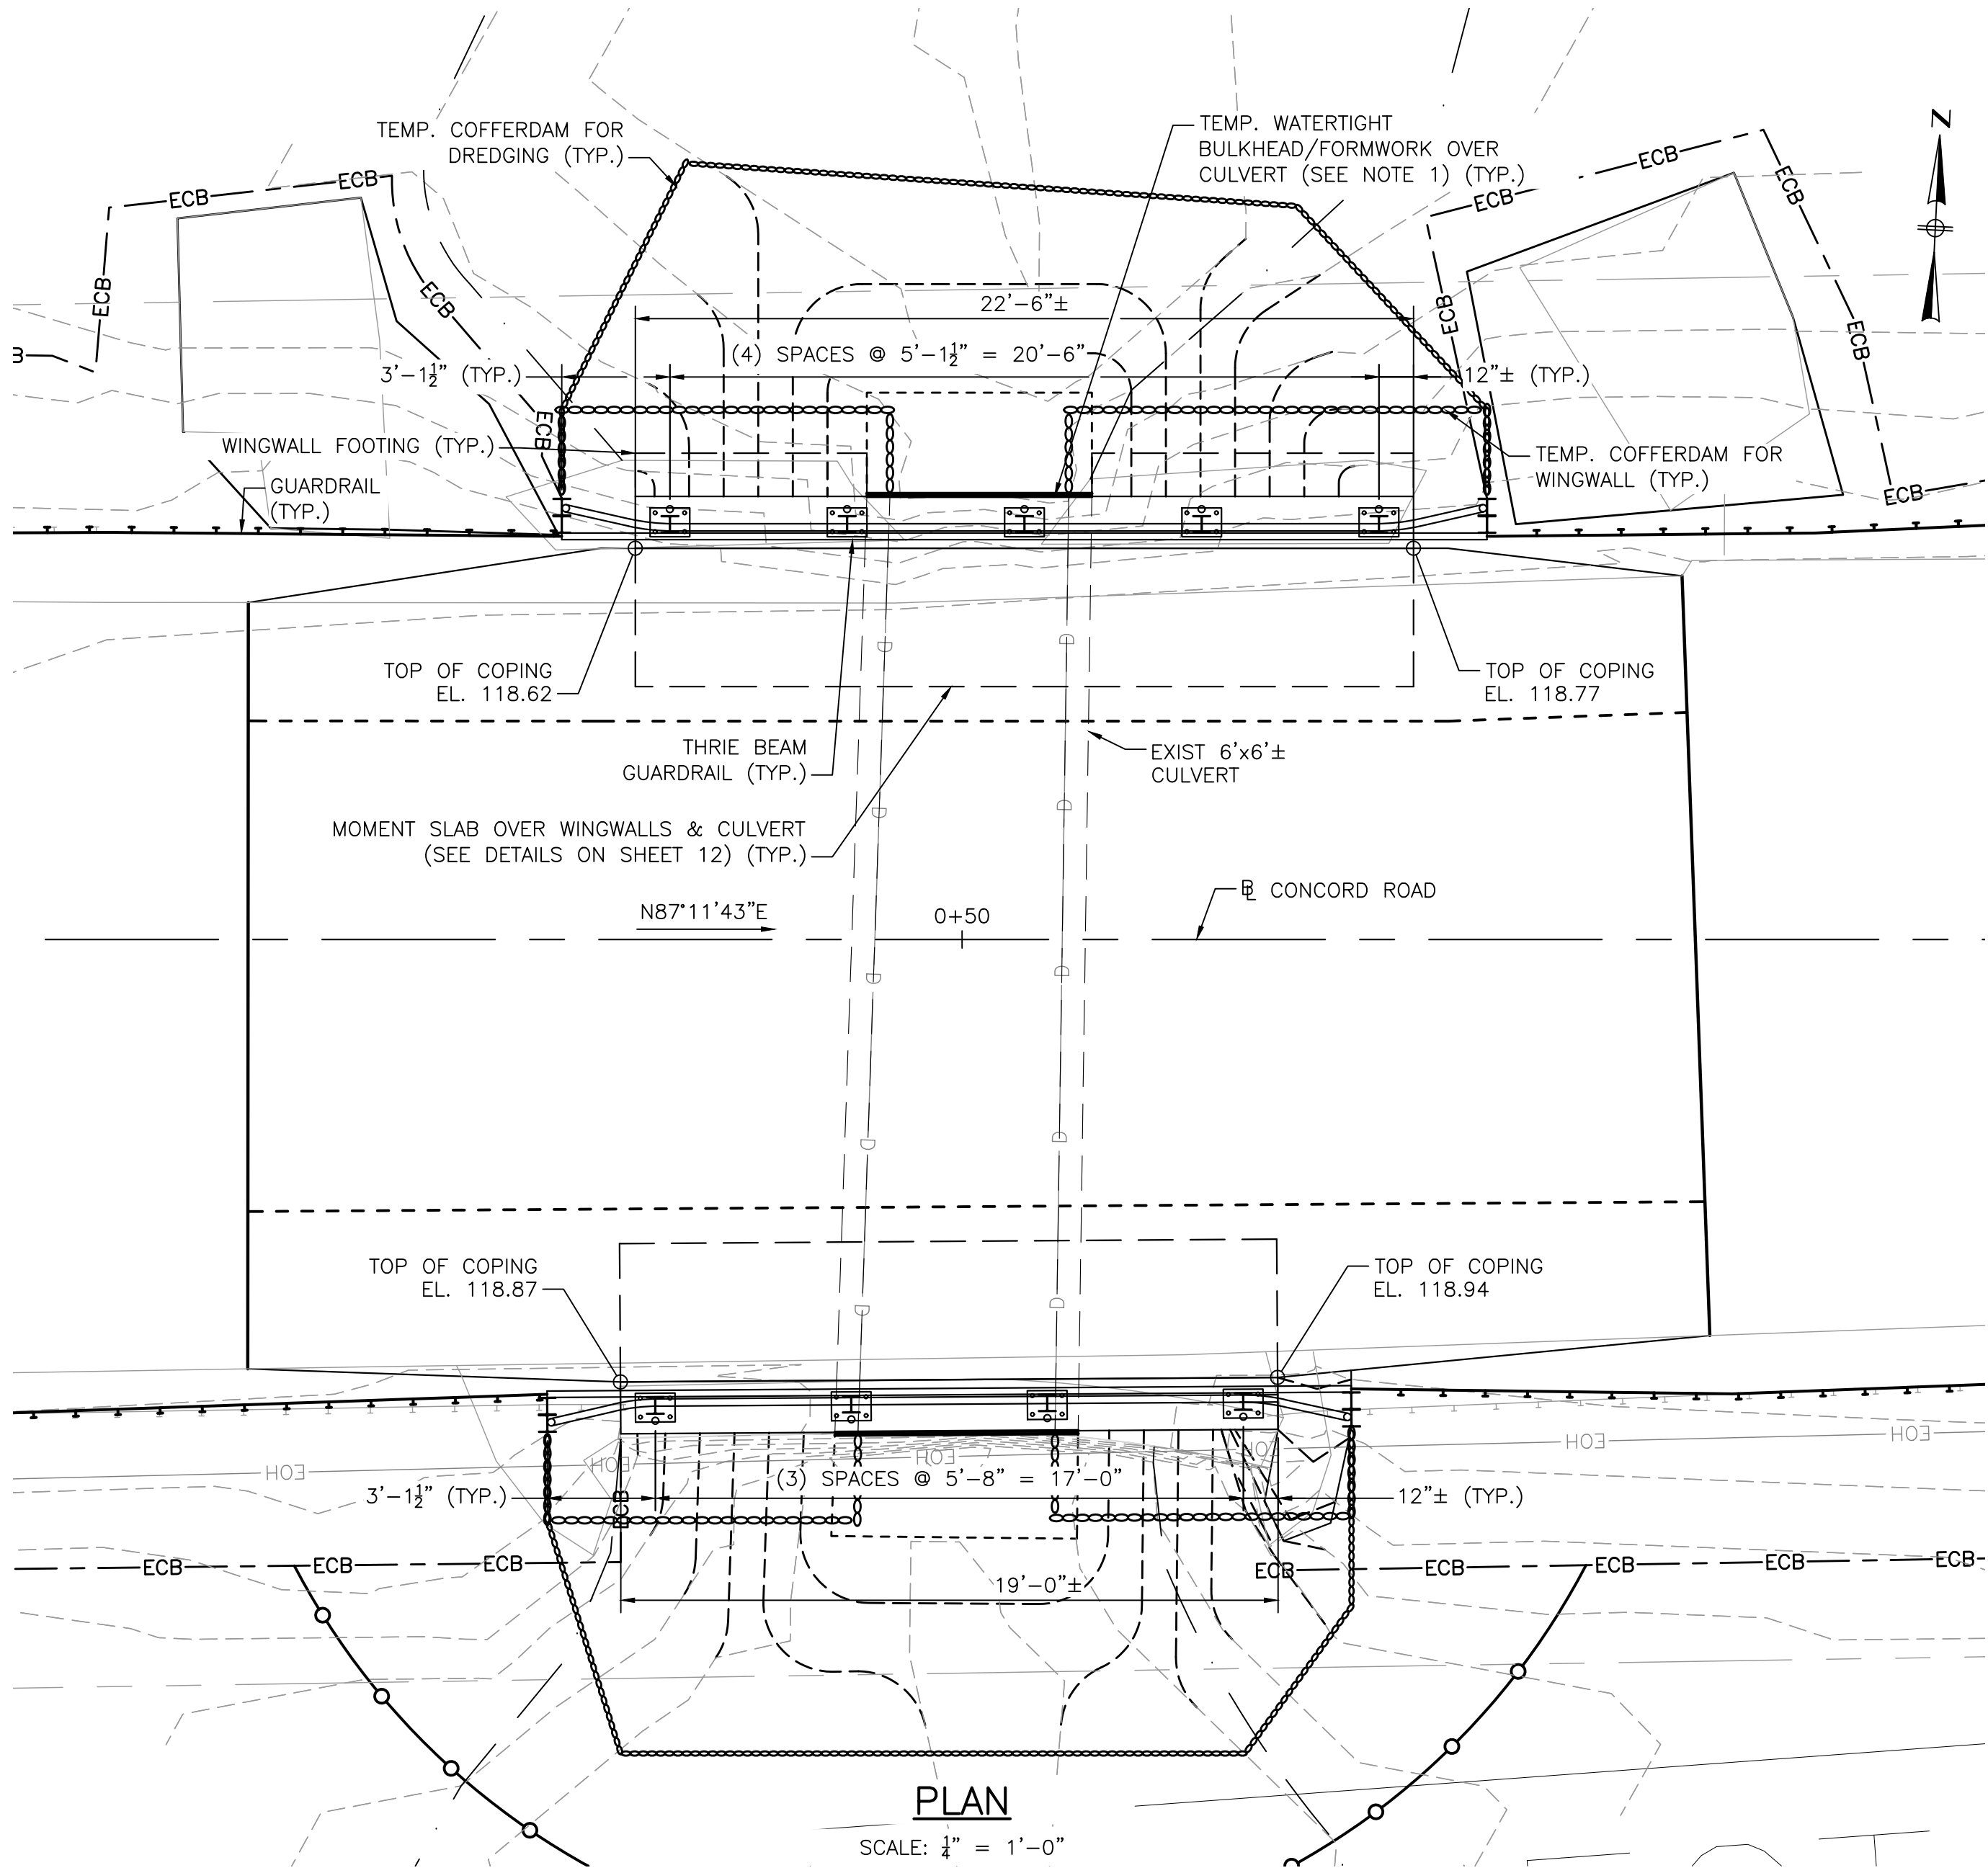 N
TEMP. COFFERDAM FOR
DREDGING (TYP.)
TEMP. WATERTIGHT
BULKHEAD/FORMWORK OVER
CULVERT (SEE NOTE 1) (TYP.)
ECB
ECB
ECB
ECB
ECB
ECB
ECB
ECB
ECB
ECB
ECB
B
22'-6"±
(4) SPACES @ 5'-1½" = 20'-6"
3'-1½" (TYP.)
12"± (TYP.)
WINGWALL FOOTING (TYP.)
GUARDRAIL
(TYP.)
TEMP. COFFERDAM FOR
WINGWALL (TYP.)
TOP OF COPING
EL. 118.62
TOP OF COPING
EL. 118.77
D
D
THRIE BEAM
GUARDRAIL (TYP.)
EXIST 6'x6'±
CULVERT
D
D
MOMENT SLAB OVER WINGWALLS & CULVERT
(SEE DETAILS ON SHEET 12) (TYP.)
N87°11'43"E
0+50
BL CONCORD ROAD
D
D
D
D
TOP OF COPING
EL. 118.87
TOP OF COPING
EL. 118.94
D
D
EOH
EOH
EOH
EOH
EOH
(3) SPACES @ 5'-8" = 17'-0"
3'-1½" (TYP.)
12"± (TYP.)
ECB
ECB
ECB
ECB
ECB
ECB
ECB
ECB
ECB
19'-0"±
PLAN
SCALE: ¼" = 1'-0"